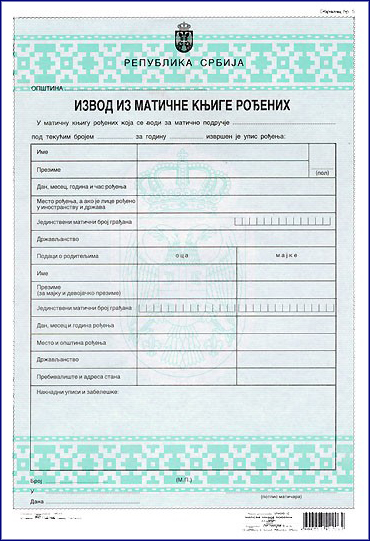 РЕПУБЛИКА СРБИЈА
ОПШТИНА
ИЗВОД ИЗ МАТИЧНЕ КЊИГЕ РОЂЕНИХ
У матичну књигу рођених која се води за матично подручје
под текућим бројем за годину извршен је упис рођења:
Име
Презиме
(пол)
Дан, месец, година и час рођења
Место рођења, а ако је лице рођено
у иностранству и држава
Јединствени матични број грађана
Држављанство
Подаци о родитељима оца мајке
Име
Презиме
(за мајку и девојачко презиме)
Јединствени матични број грађана
Дан, месец и година рођења
Место и општина рођења
Држављанство
Пребивалиште и адреса стана
Накнадни уписи и забелешке:
Број (М.П.)
У
Дана (потпис матичара)